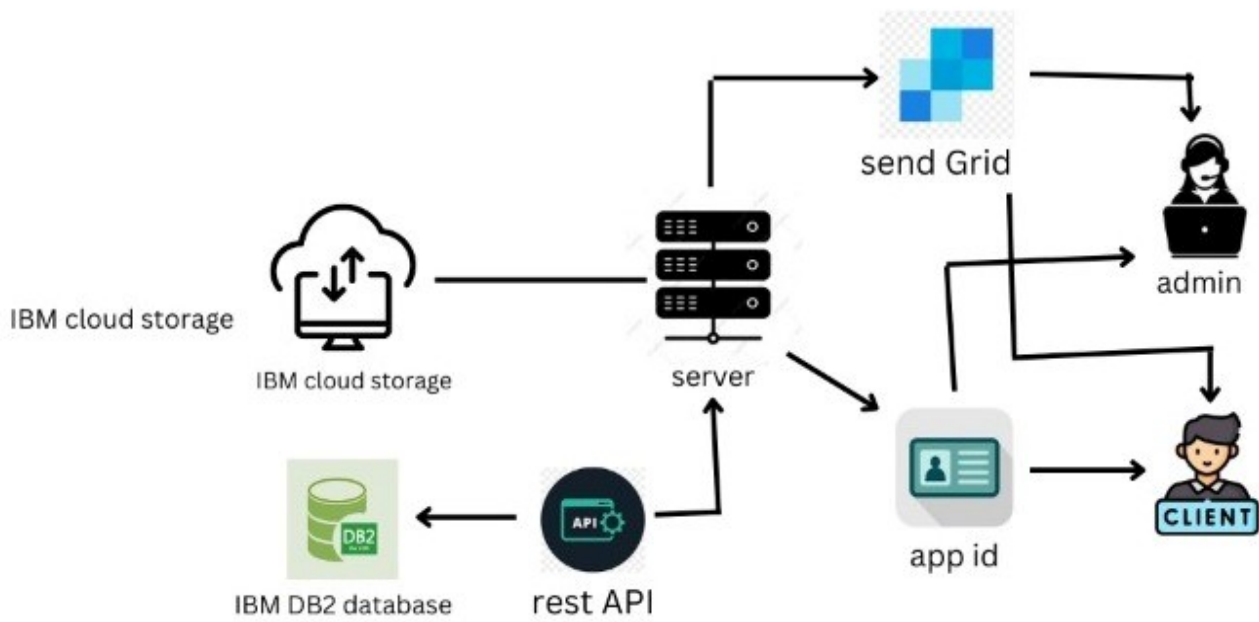 send Grid
admin
IBM cloud storage
IBM cloud storage
server
CLIENT
DB2
API
IBM DB2 database
rest API
app id